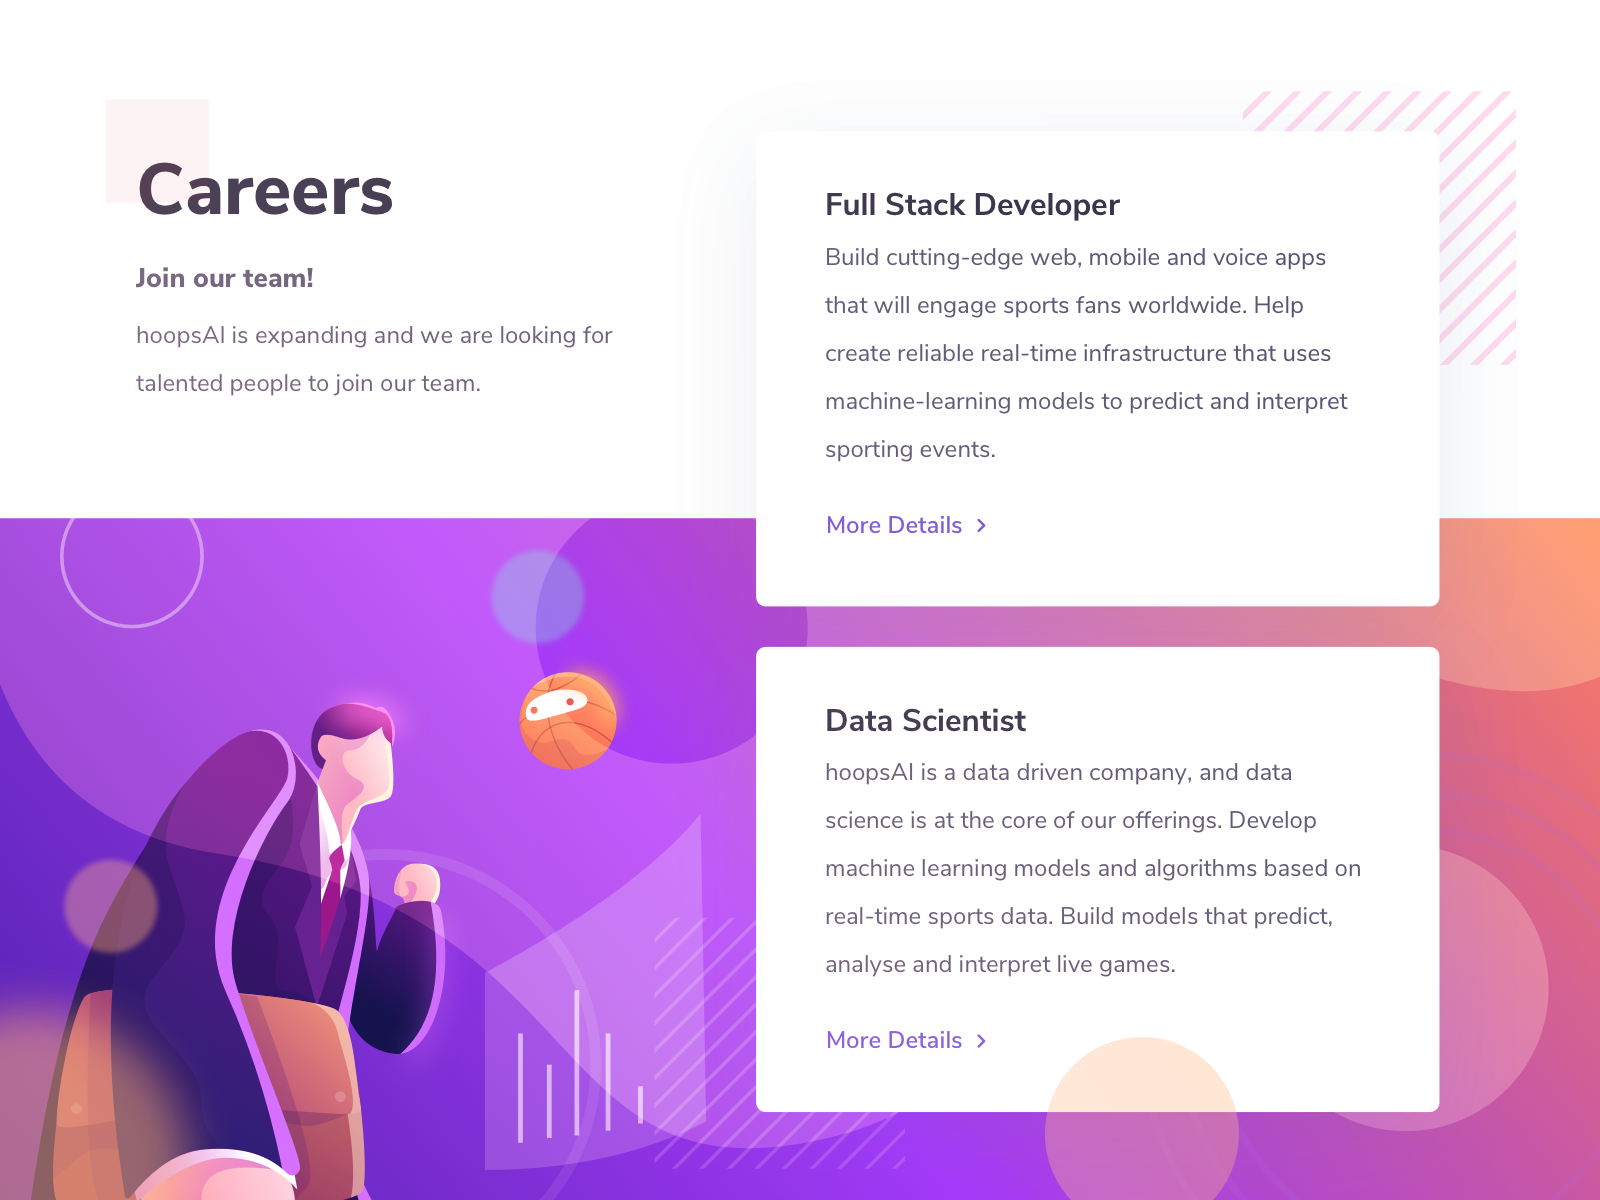 Careers
Join our team!
hoopsAI is expanding and we are looking for
talented people to join our team.
Full Stack Developer
Build cutting-edge web, mobile and voice apps
that will engage sports fans worldwide. Help
create reliable real-time infrastructure that uses
machine-learning models to predict and interpret
sporting events.
More Details
Data Scientist
hoopsAI is a data driven company, and data
science is at the core of our offerings. Develop
machine learning models and algorithms based on
real-time sports data. Build models that predict,
analyse and interpret live games.
More Details